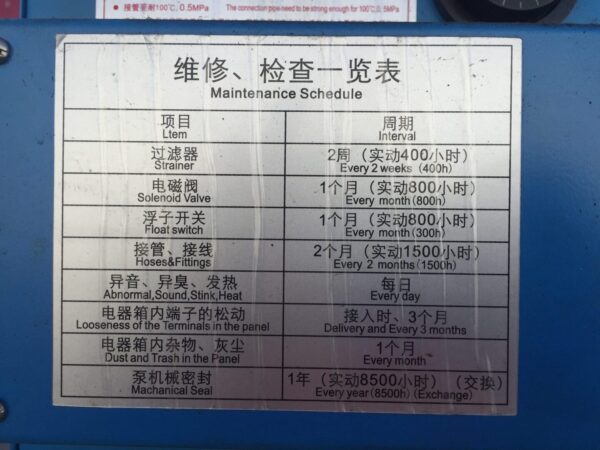 • 接管要耐100℃,0.5MPa The connection pipe need to be strong enough for 100℃, 0.5MPa
维修、检查一览表
Maintenance Schedule
项目 周期
Ltem Interval
过滤器 2周（实动400小时）
Strainer Every 2 weeks (400h)
电磁阀 1个月（实动800小时）
Solenoid Valve Every month (800h)
浮子开关 1个月（实动800小时）
Float switch Every month (300h)
接管、接线 2个月（实动1500小时）
Hoses&Fittings Every 2 months (1500h)
异音、异臭、发热 每日
Abnormal,Sound,Stink,Heat Every day
电器箱内端子的松动 接入时、3个月
Looseness of the Terminals in the panel Delivery and Every 3 months
电器箱内杂物、灰尘 1个月
Dust and Trash in the Panel Every month
泵机械密封 1年（实动8500小时）（交换）
Machanical Seal Every year (8500h) (Exchange)